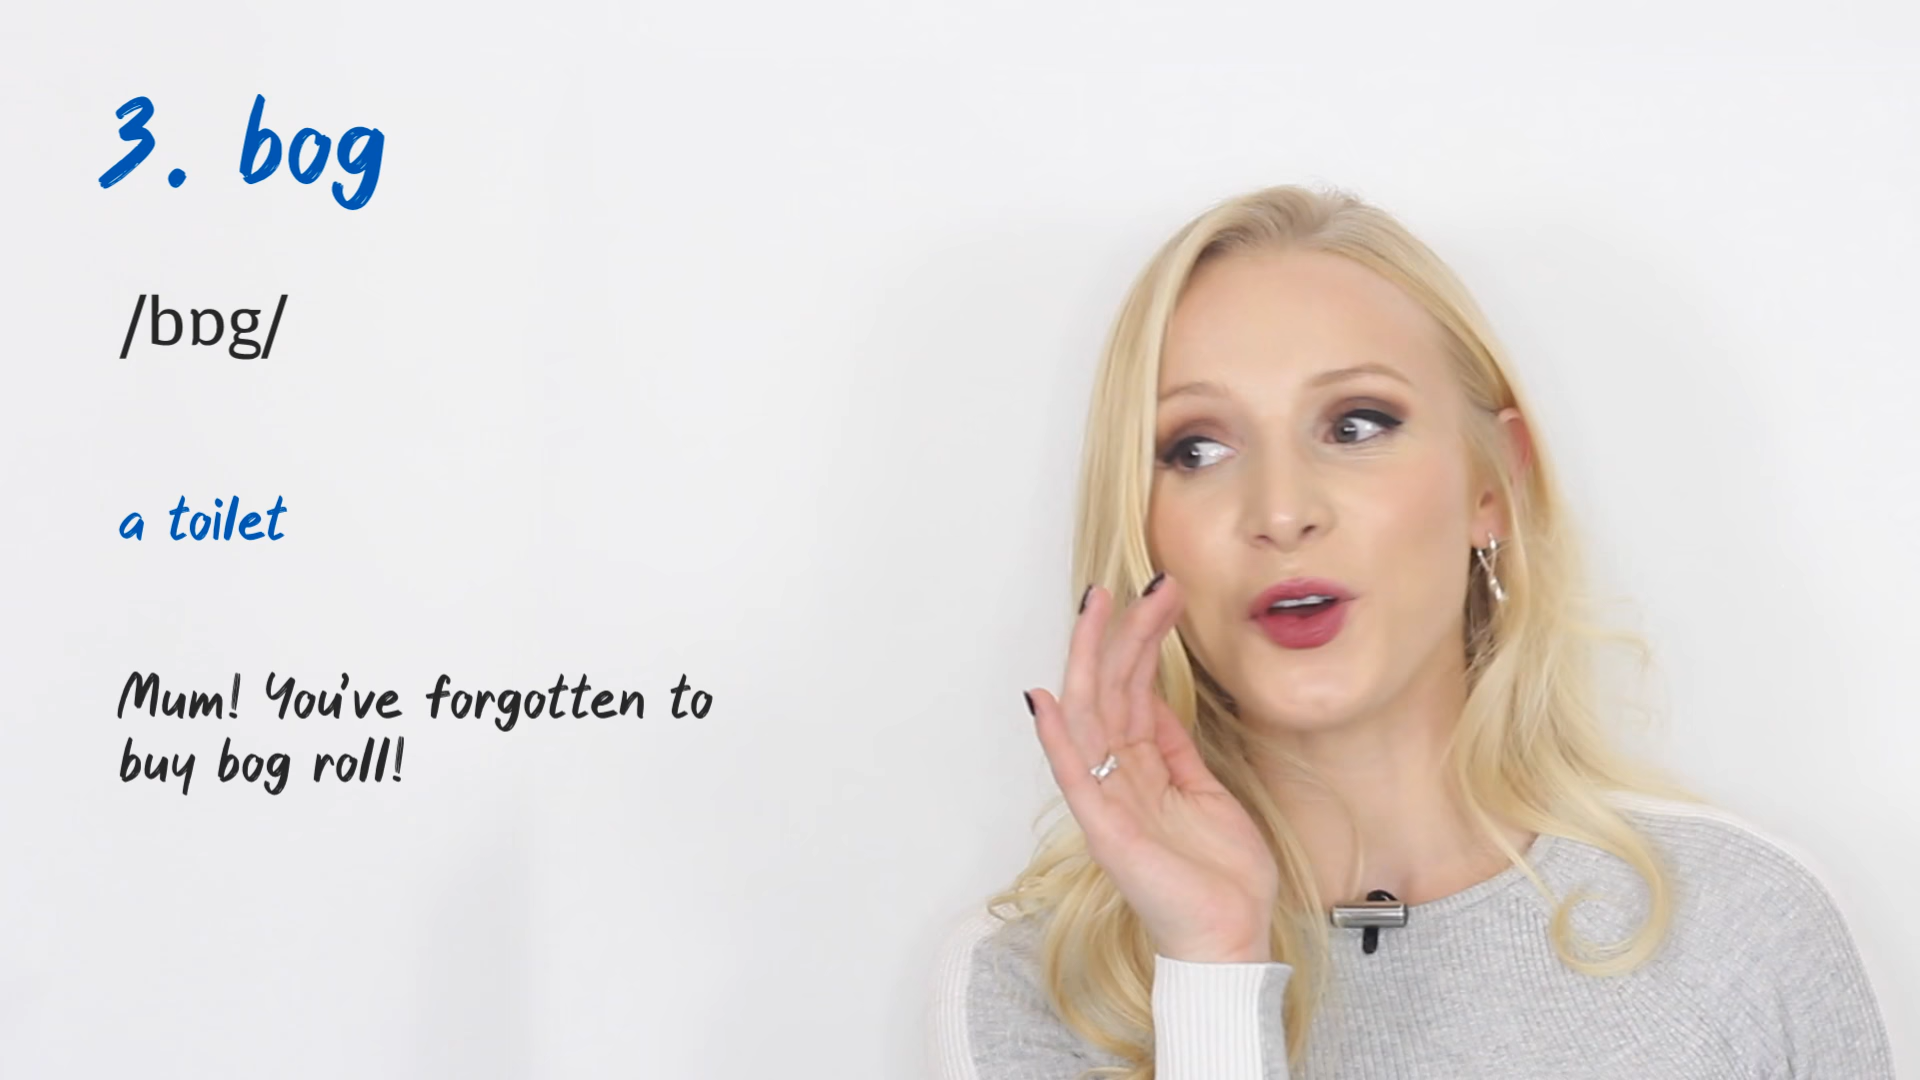 3. bog
/bɒg/
a toilet
Mum! You've forgotten to
buy bog roll!